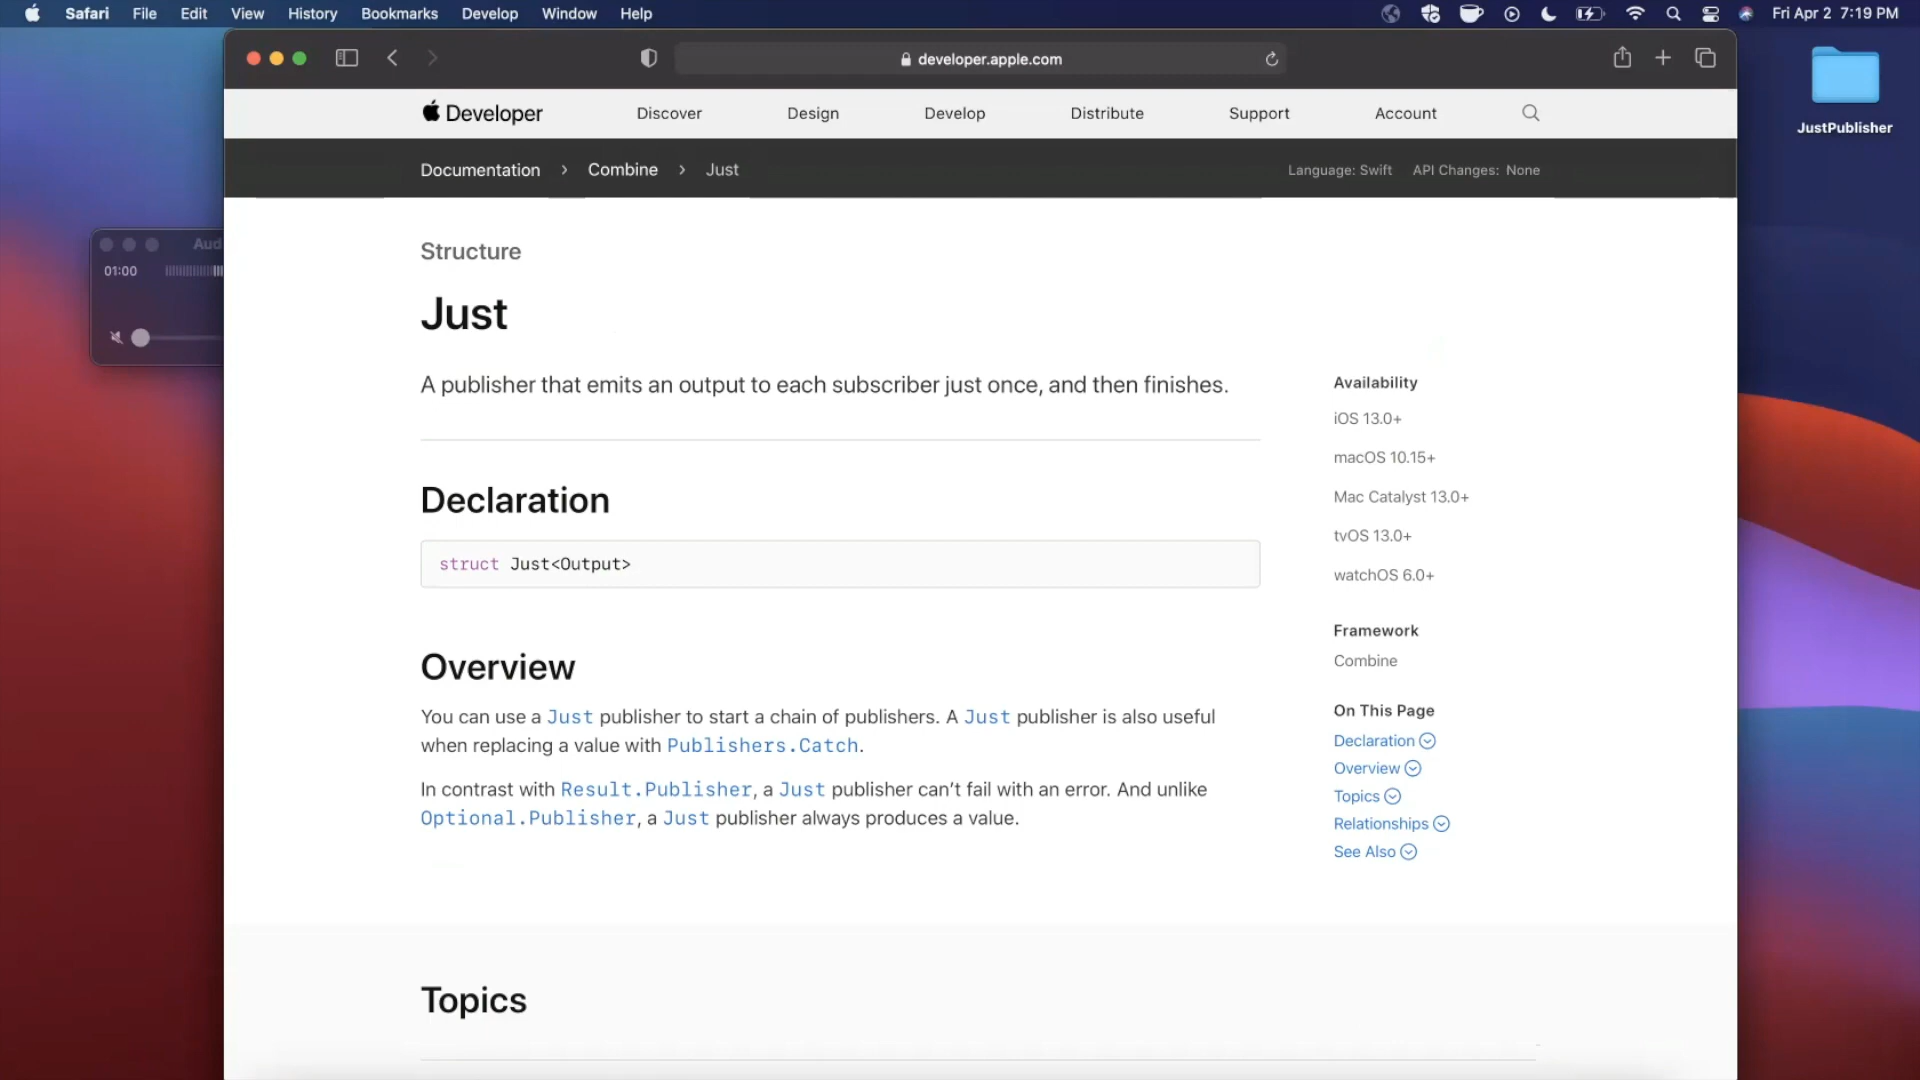 Safari File Edit View History Bookmarks Develop Window Help Fri Apr 2 7:19 PM
developer.apple.com
JustPublisher
Developer Discover Design Develop Distribute Support Account
Documentation › Combine › Just Language: Swift API Changes: None
Aud
01:00
Structure
Just
A publisher that emits an output to each subscriber just once, and then finishes.
Declaration
struct Just<Output>
Overview
You can use a Just publisher to start a chain of publishers. A Just publisher is also useful
when replacing a value with Publishers.Catch.
In contrast with Result.Publisher, a Just publisher can’t fail with an error. And unlike
Optional.Publisher, a Just publisher always produces a value.
Availability
iOS 13.0+
macOS 10.15+
Mac Catalyst 13.0+
tvOS 13.0+
watchOS 6.0+
Framework
Combine
On This Page
Declaration
Overview
Topics
Relationships
See Also
Topics